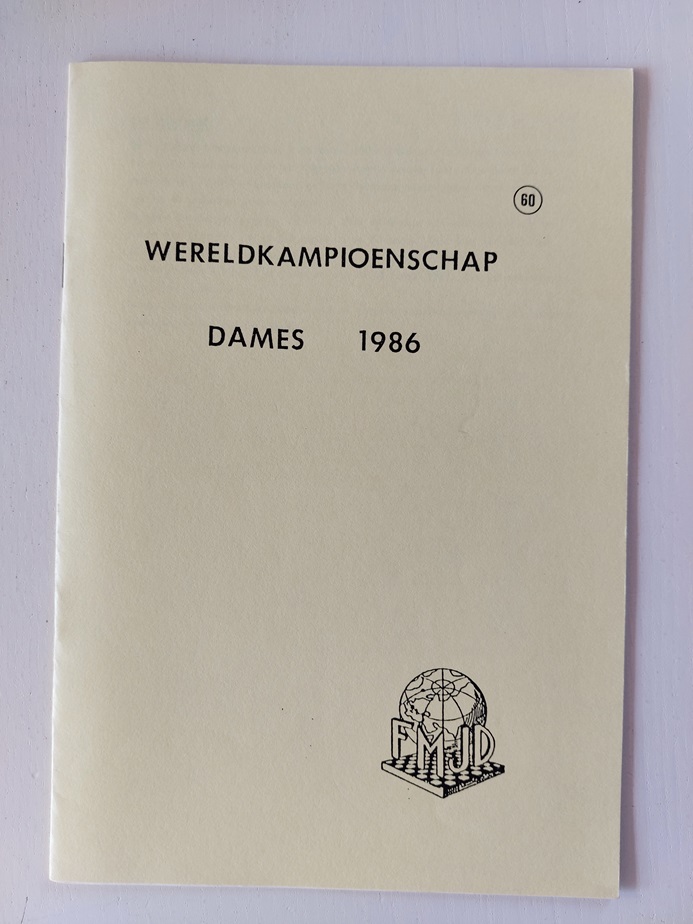 60
WERELDKAMPIOENSCHAP
DAMES 1986
FMJD